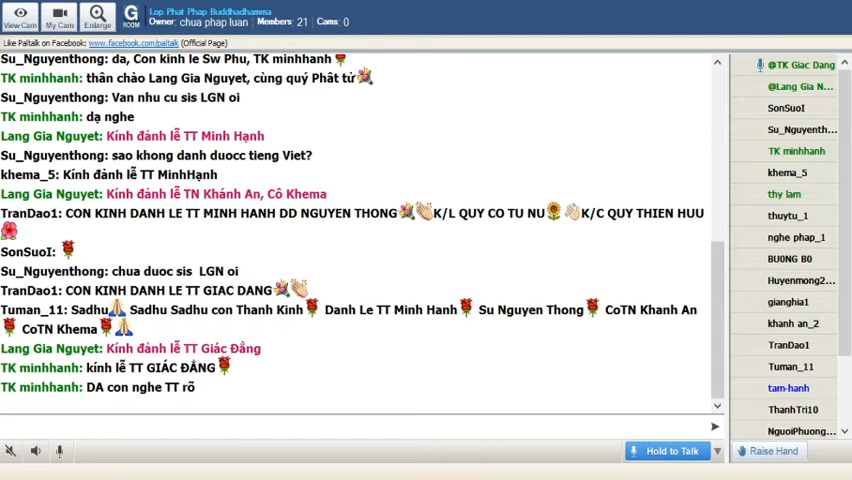 View Cam
My Cam
Enlarge
G
ROOM
Lop Phat Phap Buddhadhamma
Owner: chua phap luan Members: 21 Cams: 0
Like Paltalk on Facebook: www.facebook.com/paltalk (Official Page)
Su_Nguyenthong: da, Con kinh le Sw Phu, TK minhhanh
TK minhhanh: thân chào Lang Gia Nguyet, cùng quý Phât tứ
Su_Nguyenthong: Van nhu cu sis LGN oi
TK minhhanh: dạ nghe
Lang Gia Nguyet: Kính đảnh lễ TT Minh Hạnh
Su_Nguyenthong: sao khong danh duocc tieng Viet?
khema_5: Kính đảnh lễ TT MinhHạnh
Lang Gia Nguyet: Kính đảnh lễ TN Khánh An, Cô Khema
TranDao1: CON KINH DANH LE TT MINH HANH DD NGUYEN THONG K/L QUY CO TU NU K/C QUY THIEN HUU
SonSuoI:
Su_Nguyenthong: chua duoc sis LGN oi
TranDao1: CON KINH DANH LE TT GIAC DANG
Tuman_11: Sadhu Sadhu Sadhu con Thanh Kinh Danh Le TT Minh Hanh Su Nguyen Thong CoTN Khanh An
CoTN Khema
Lang Gia Nguyet: Kính đảnh lễ TT Giác Đẳng
TK minhhanh: kính lễ TT GIÁC ĐẲNG
TK minhhanh: DA con nghe TT rõ
Hold to Talk
@TK Giac Dang
@Lang Gia N...
SonSuoI
Su_Nguyenth...
TK minhhanh
khema_5
thy lam
thuytu_1
nghe phap_1
BU0NG B0
Huyenmong2...
gianghia1
khanh an_2
TranDao1
Tuman_11
tam-hanh
ThanhTri10
NguoiPhuong...
Raise Hand